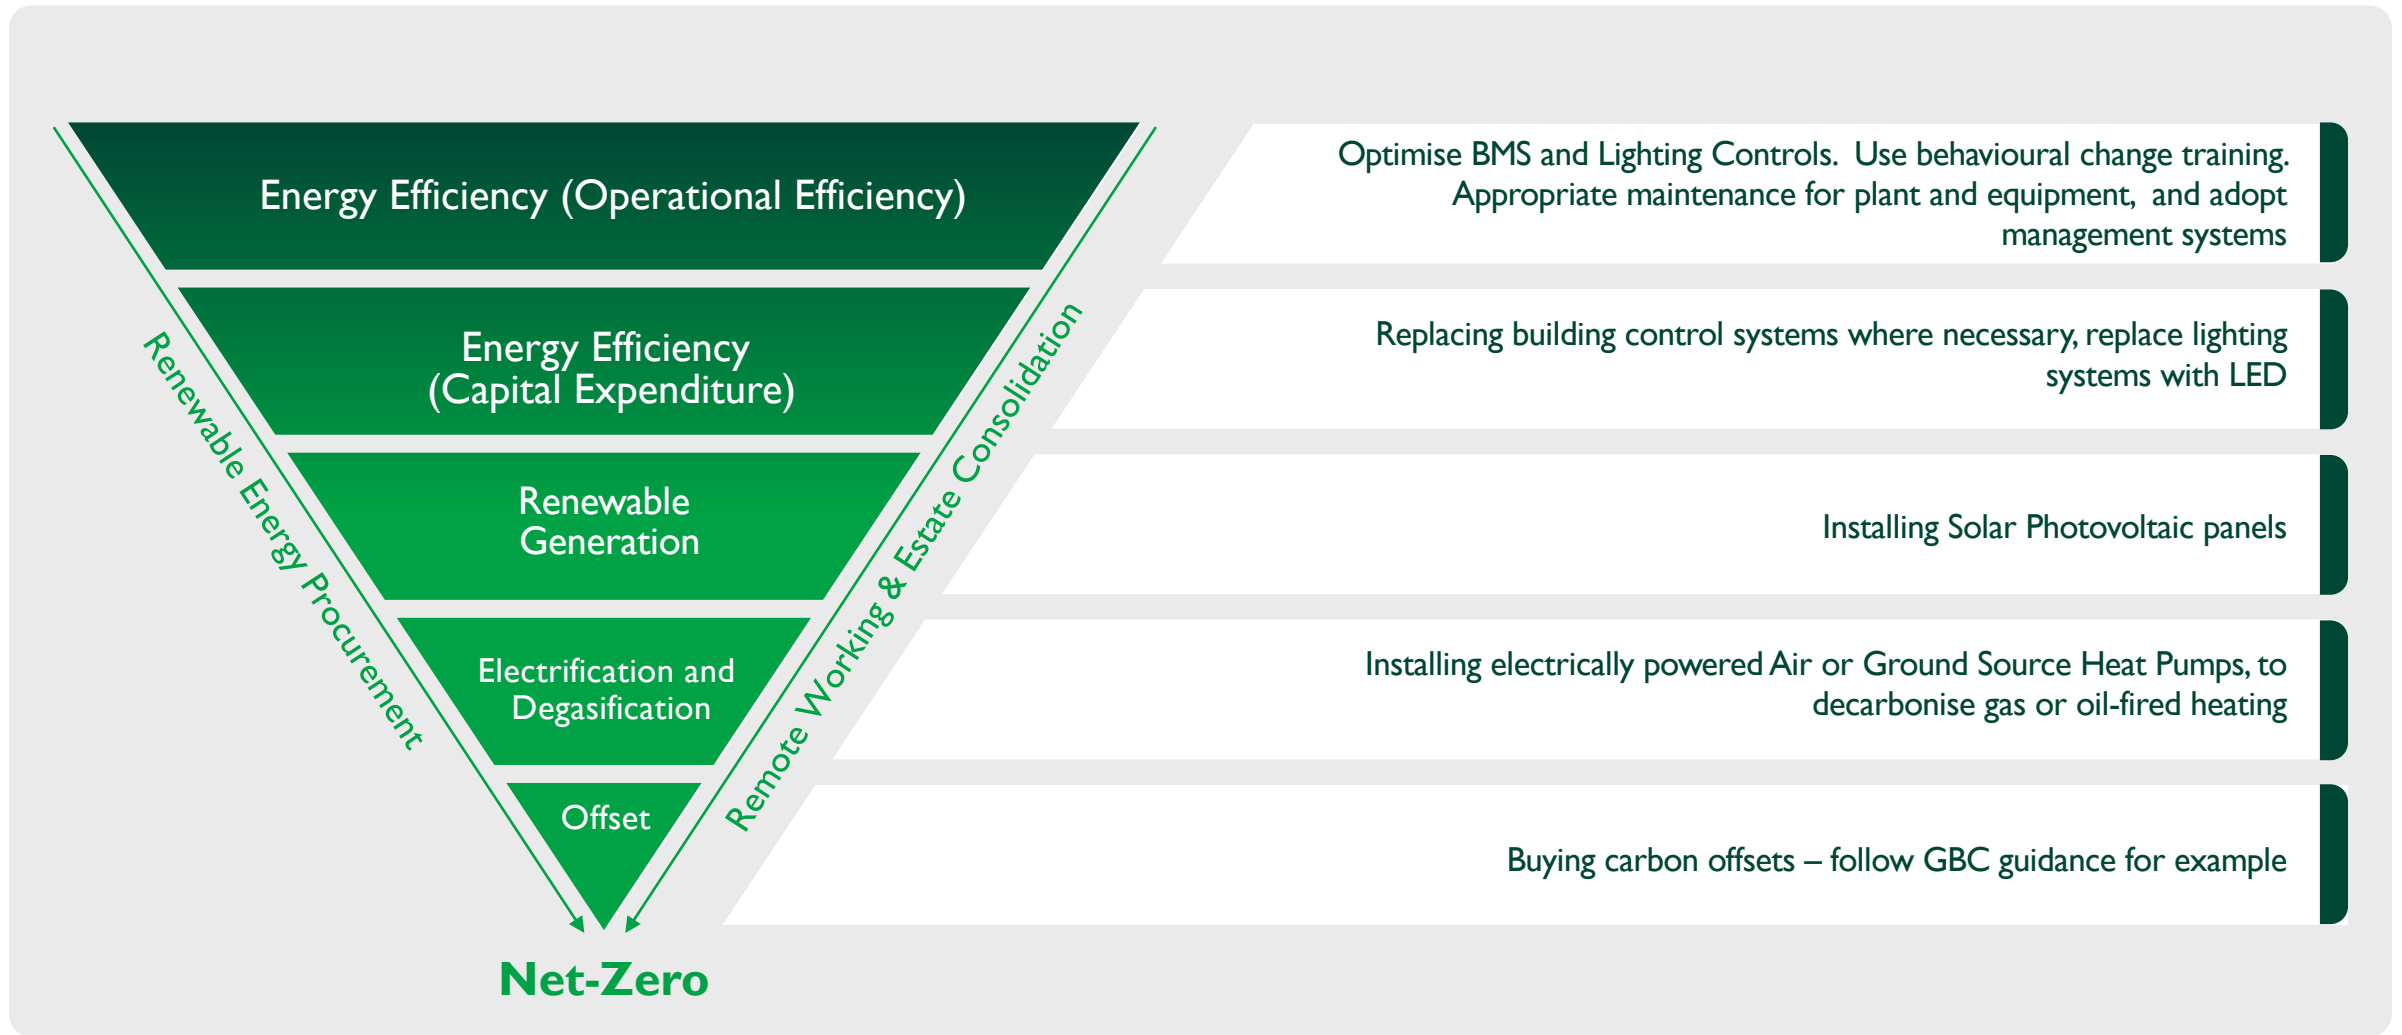 Energy Efficiency (Operational Efficiency)
Optimise BMS and Lighting Controls.  Use behavioural change training.
Appropriate maintenance for plant and equipment,  and adopt
management systems
Energy Efficiency
(Capital Expenditure)
Replacing building control systems where necessary, replace lighting
systems with LED
Renewable
Generation
Installing Solar Photovoltaic panels
Electrification and
Degasification
Installing electrically powered Air or Ground Source Heat Pumps, to
decarbonise gas or oil-fired heating
Offset
Buying carbon offsets – follow GBC guidance for example
Renewable Energy Procurement
Remote Working & Estate Consolidation
Net-Zero